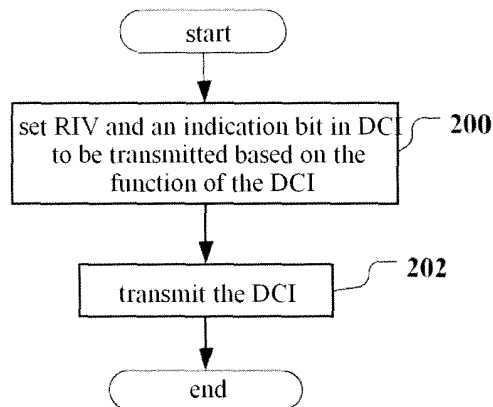 start
set RIV and an indication bit in DCI
to be transmitted based on the
function of the DCI
200
transmit the DCI
202
end